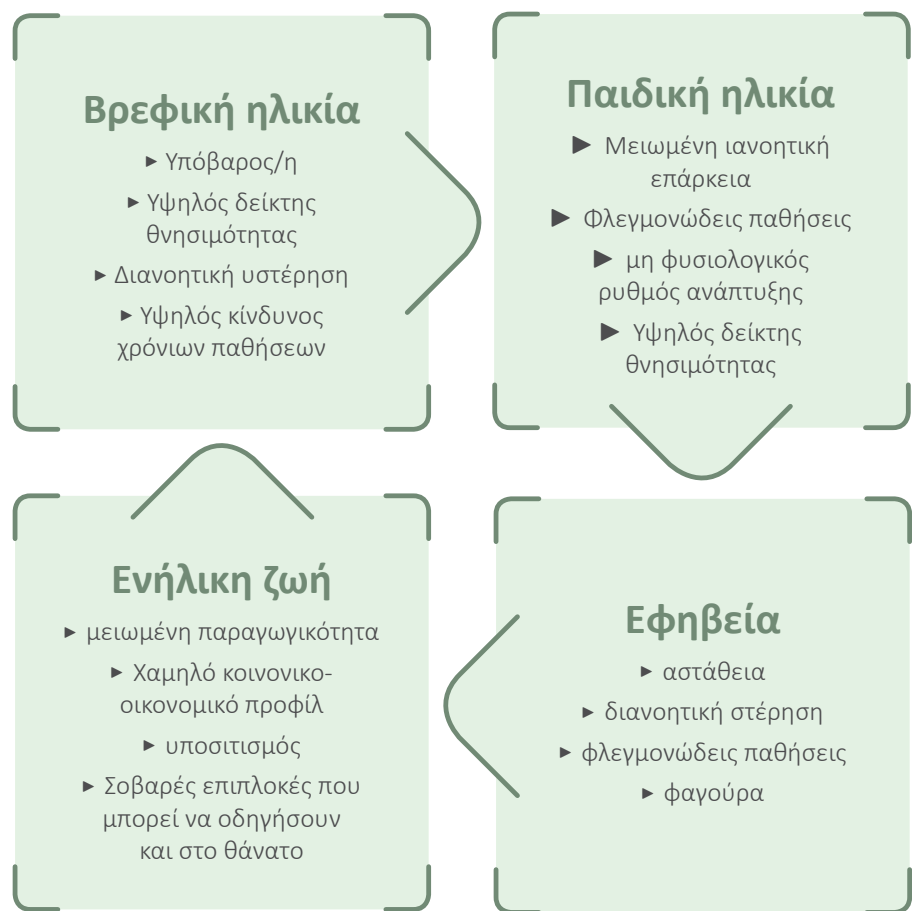 Βρεφική ηλικία
▸ Υπόβαρος/η
▸ Υψηλός δείκτης
θνησιμότητας
▸ Διανοητική υστέρηση
▸ Υψηλός κίνδυνος
χρόνιων παθήσεων
Παιδική ηλικία
▸ Μειωμένη ιανοητική
επάρκεια
▸ Φλεγμονώδεις παθήσεις
▸ μη φυσιολογικός
ρυθμός ανάπτυξης
▸ Υψηλός δείκτης
θνησιμότητας
Ενήλικη ζωή
▸ μειωμένη παραγωγικότητα
▸ Χαμηλό κοινονικο-
οικονομικό προφίλ
▸ υποσιτισμός
▸ Σοβαρές επιπλοκές που
μπορεί να οδηγήσουν
και στο θάνατο
Εφηβεία
▸ αστάθεια
▸ διανοητική στέρηση
▸ φλεγμονώδεις παθήσεις
▸ φαγούρα